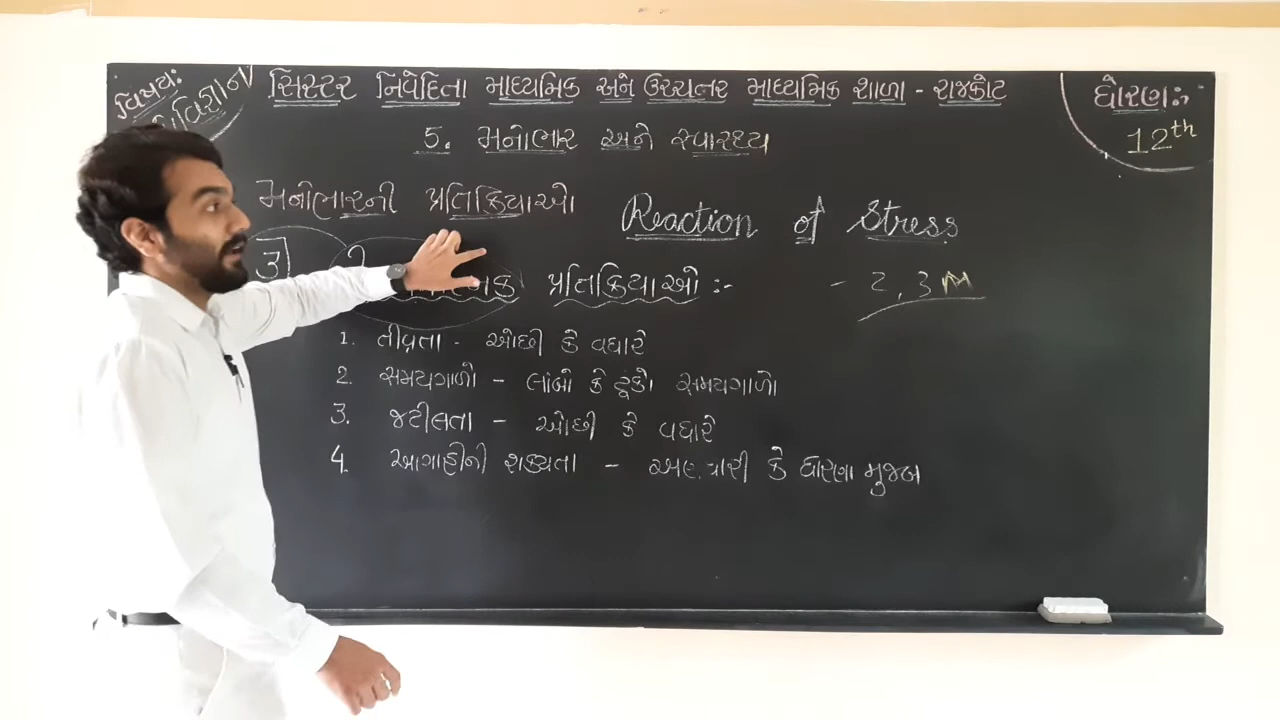 વિષય:
સિસ્ટર નિવેદિતા માધ્યમિક અને ઉચ્ચતર માધ્યમિક શાળા - રાજકોટ
ધોરણ:-
12th
5. મનોભાર અને સ્વાસ્થ્ય
મનોભારની પ્રતિક્રિયાઓ
Reaction of Stress
3]
પ્રતિક્રિયાઓ :-
- 2,3 M
1. તીવ્રતા - ઓછી કે વધારે
2. સમયગાળો - લાંબો કે ટૂંકો સમયગાળો
3. જટીલતા - ઓછી કે વધારે
4. આગાહીની શક્યતા - કે ધારણા મુજબ